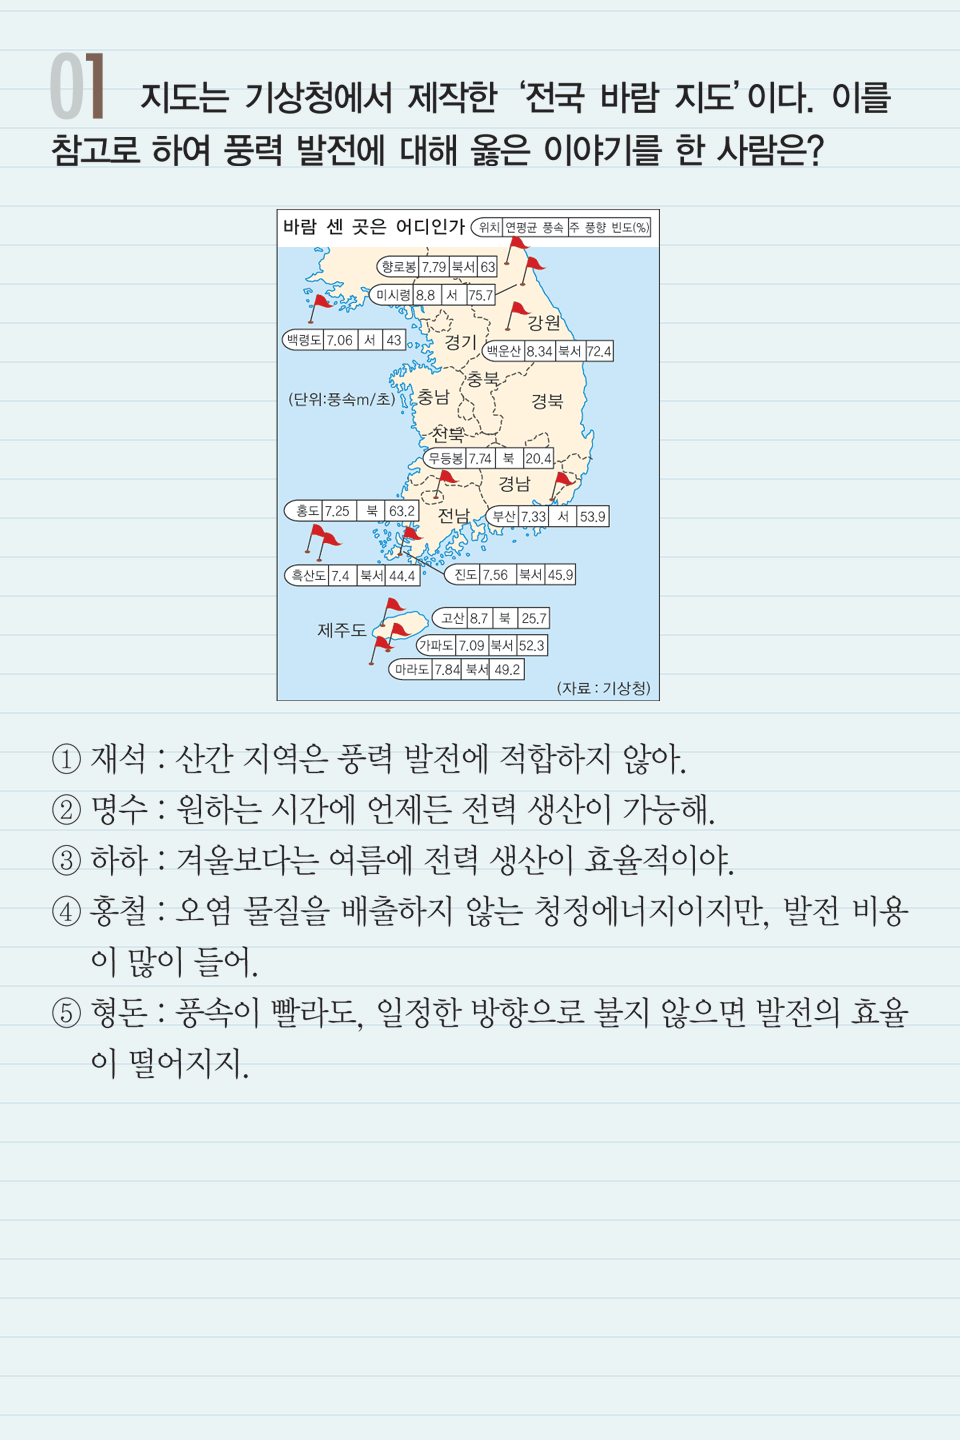 01 지도는 기상청에서 제작한 ‘전국 바람 지도’이다. 이를
참고로 하여 풍력 발전에 대해 옳은 이야기를 한 사람은?
바람 센 곳은 어디인가 위치 연평균 풍속 주 풍향 빈도(%)
향로봉 7.79 북서 63
미시령 8.8 서 75.7
강원
백령도 7.06 서 43
경기
백운산 8.34 북서 72.4
충북
(단위:풍속m/초)
충남
경북
전북
무등봉 7.74 북 20.4
경남
홍도 7.25 북 63.2
전남
부산 7.33 서 53.9
흑산도 7.4 북서 44.4
진도 7.56 북서 45.9
제주도
고산 8.7 북 25.7
가파도 7.09 북서 52.3
마라도 7.84 북서 49.2
(자료 : 기상청)
① 재석 : 산간 지역은 풍력 발전에 적합하지 않아.
② 명수 : 원하는 시간에 언제든 전력 생산이 가능해.
③ 하하 : 겨울보다는 여름에 전력 생산이 효율적이야.
④ 홍철 : 오염 물질을 배출하지 않는 청정에너지이지만, 발전 비용
이 많이 들어.
⑤ 형돈 : 풍속이 빨라도, 일정한 방향으로 불지 않으면 발전의 효율
이 떨어지지.